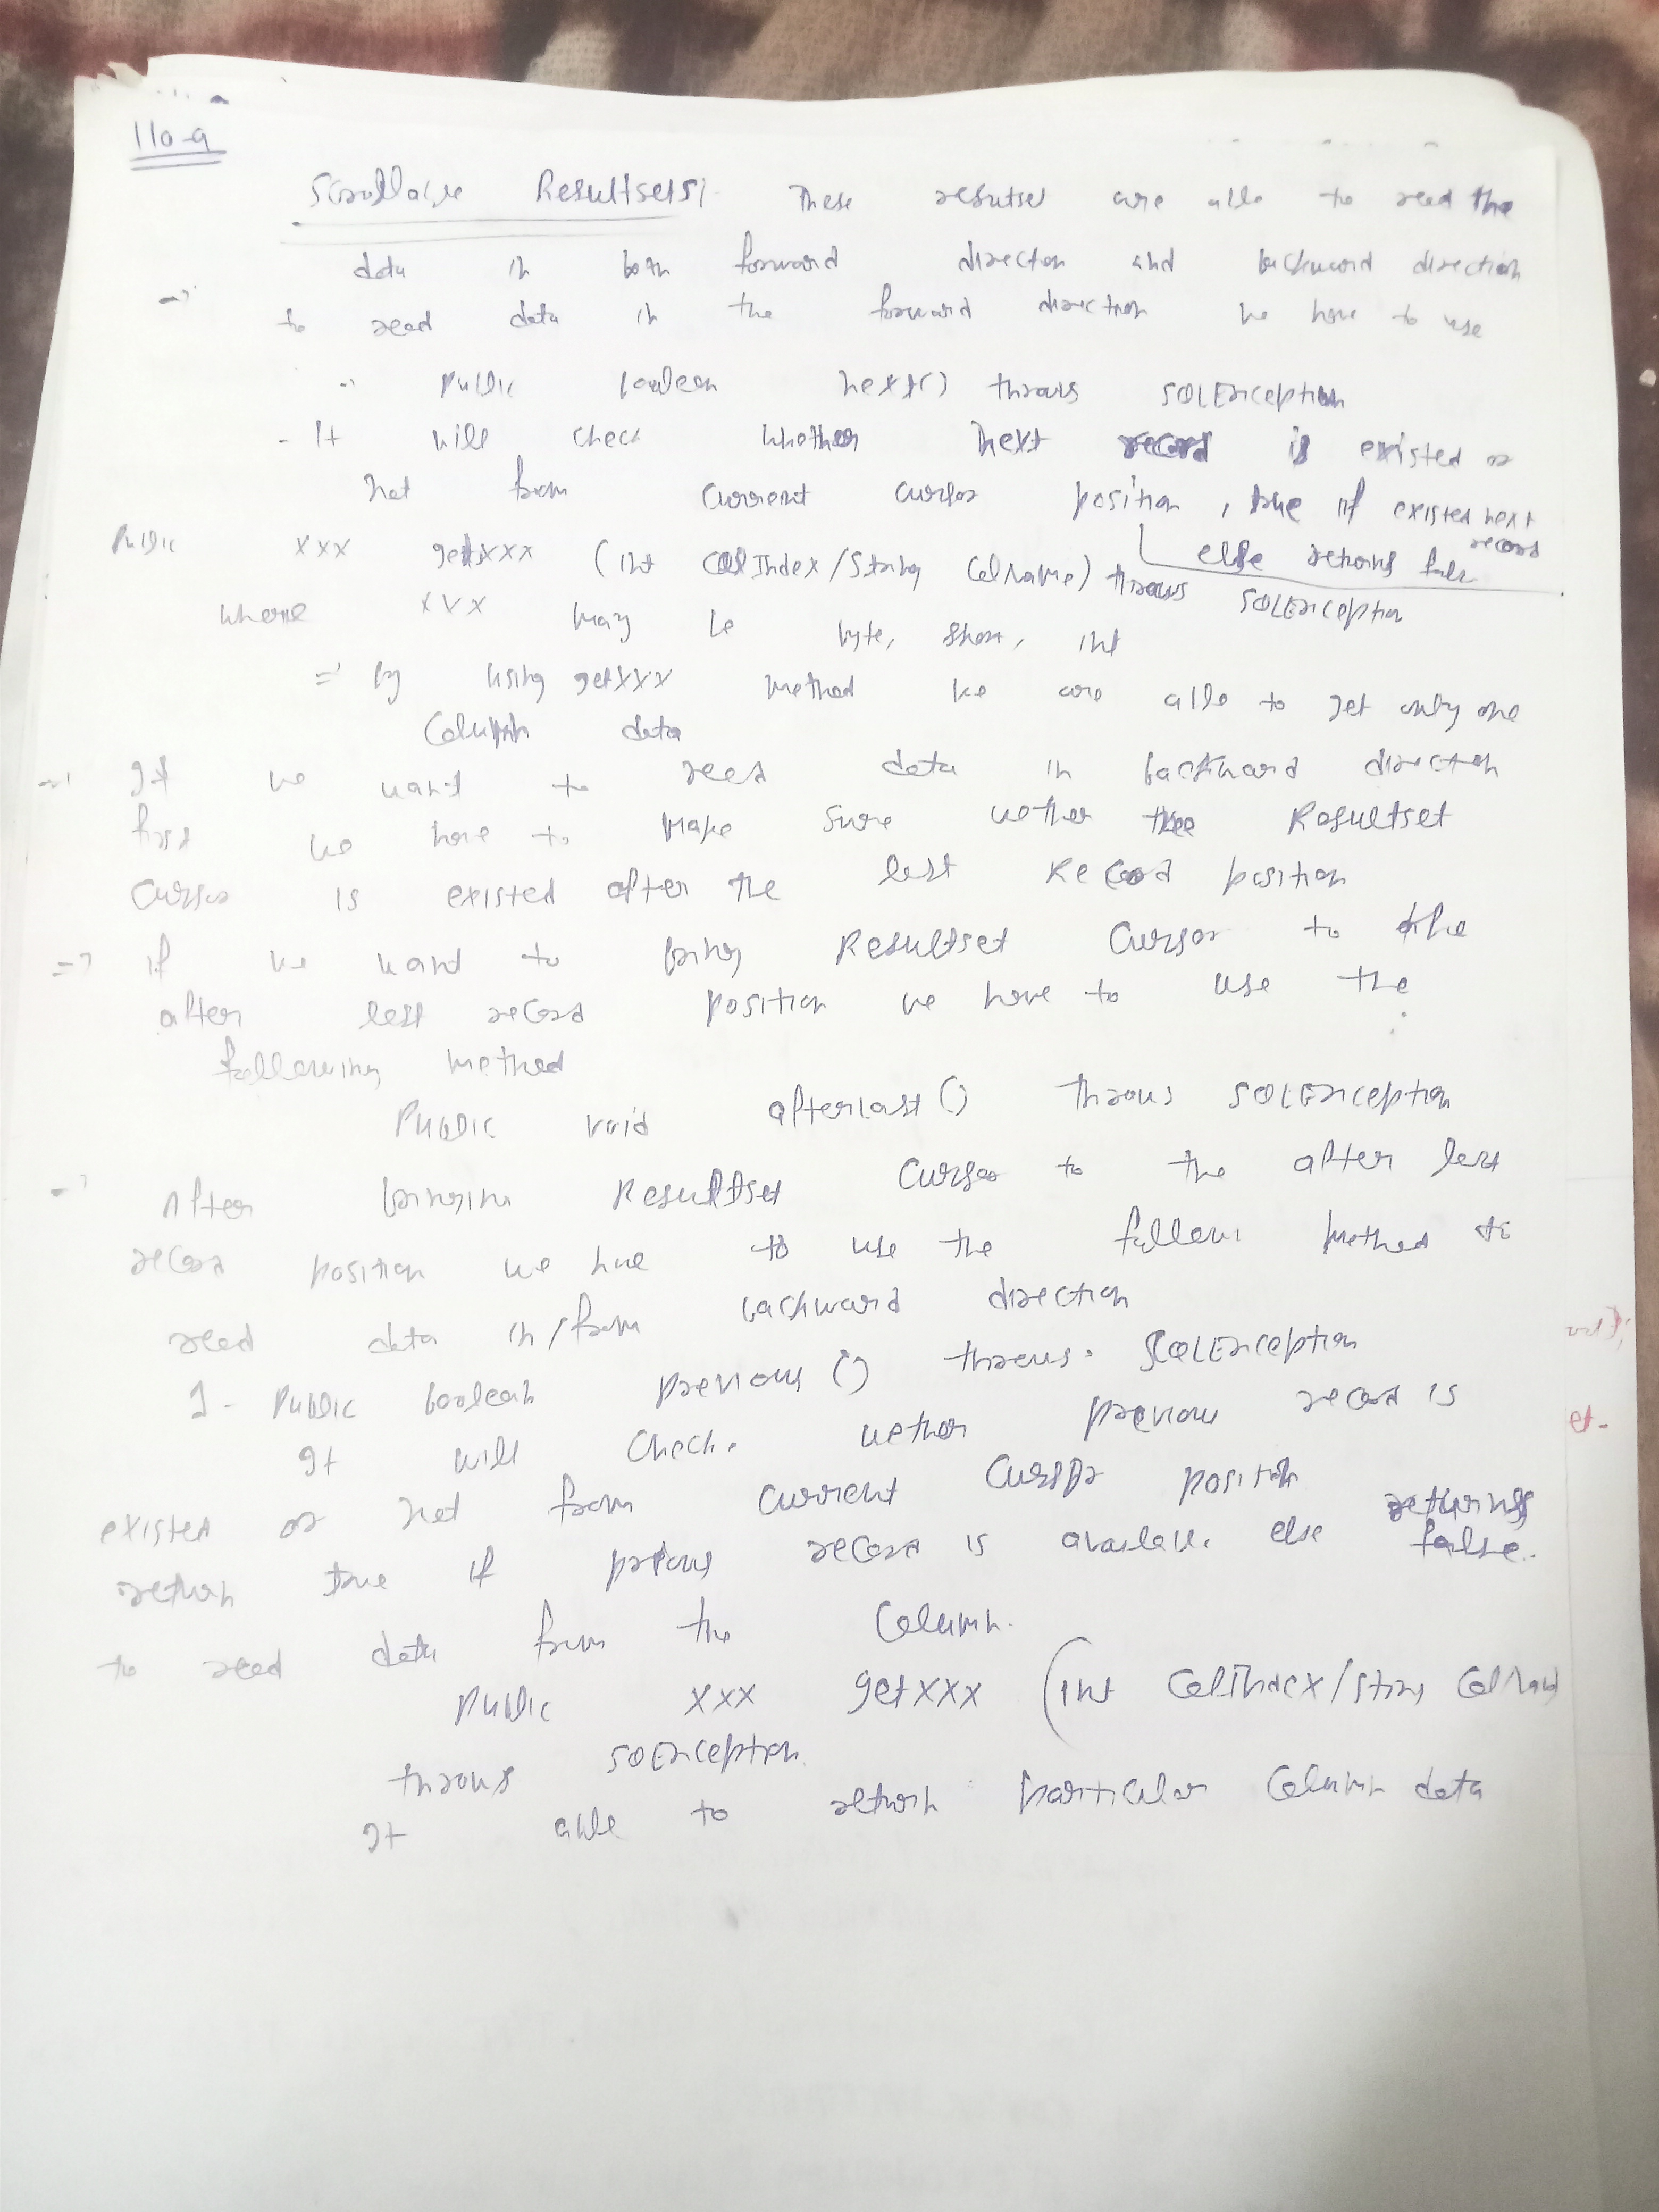 110-a
Scrollable Resultsets:- These resutset are able to read the
data in both forward direction and backward direction
=> to read data in the forward direction we have to use
-> Public boolean next() throws SQLException
- It will check whether next record is existed or
not from current cursor position, true if existed next record
else returns false
Public xxx getxxx (int ColIndex/String ColName) throws SQLException
where xxx may be byte, short, int
=> by using getxxx method we are able to get only one
Column data
=> If we want to read data in backward direction
first we have to make sure wether the Resultset
Cursor is existed after the last Record position
=> if we want to bring Resultset Cursor to the
after last record position we have to use the
following method
Public void afterlast () throws SQLException
=> After bringing Resultset Cursor to the after last
record position we have to use the follow method to
read data in/from backward direction
1- Public boolean previous () throws SQLException
It will Check wether previous record is
existed or not from current Cursor position
return true if previous record is available else returns false.
to read data from the Column.
Public xxx getxxx (int ColIndex/String ColName
throws SQException
It able to return particular Column data
et-